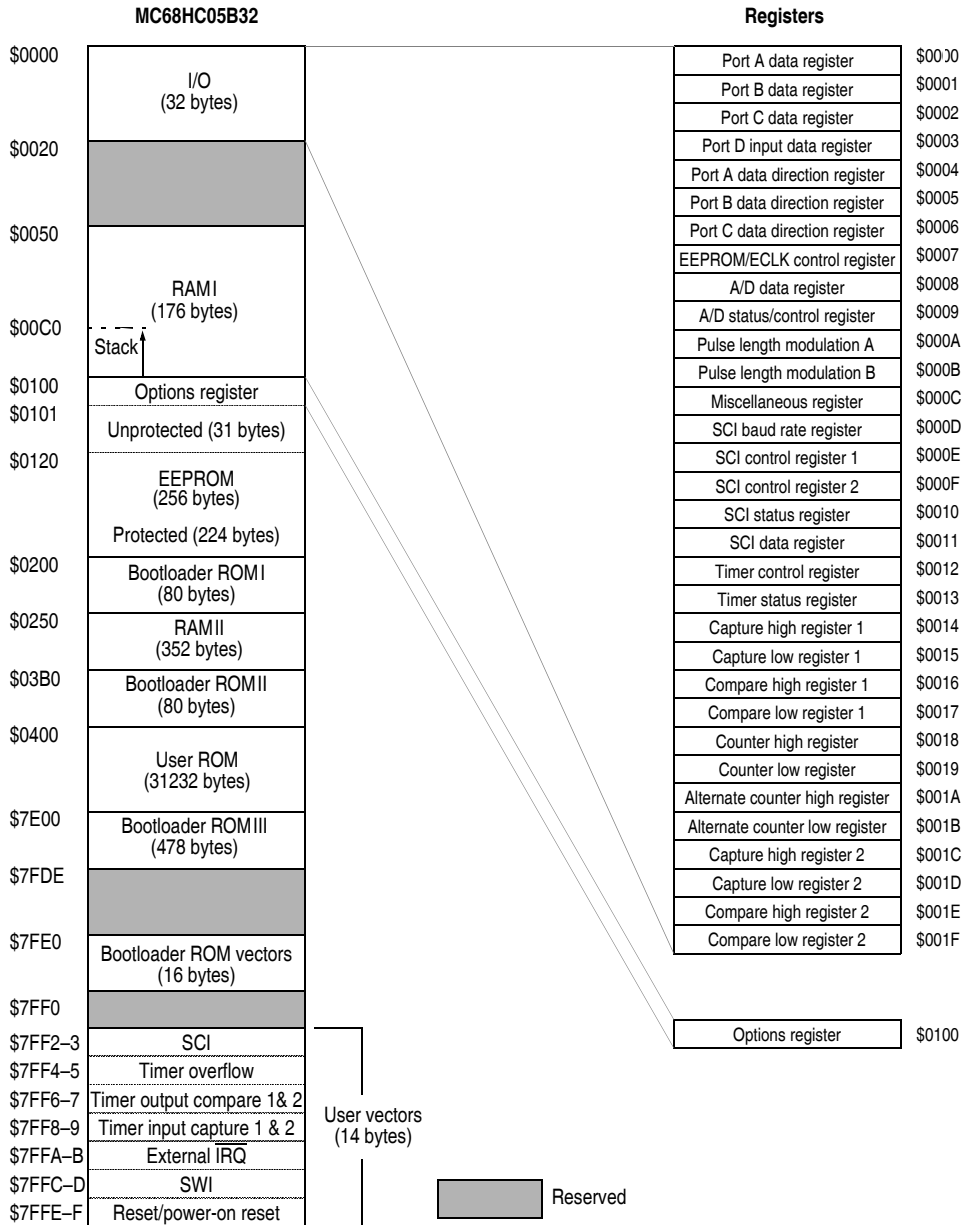 MC68HC05B32
$0000
I/O
(32 bytes)
$0020
$0050
RAMI
(176 bytes)
$00C0
Stack
$0100
Options register
$0101
Unprotected (31 bytes)
$0120
EEPROM
(256 bytes)
Protected (224 bytes)
$0200
Bootloader ROMI
(80 bytes)
$0250
RAMII
(352 bytes)
$03B0
Bootloader ROMII
(80 bytes)
$0400
User ROM
(31232 bytes)
$7E00
Bootloader ROMIII
(478 bytes)
$7FDE
$7FE0
Bootloader ROM vectors
(16 bytes)
$7FF0
$7FF2–3 SCI
$7FF4–5 Timer overflow
$7FF6–7 Timer output compare 1& 2
$7FF8–9 Timer input capture 1 & 2
$7FFA–B External IRQ
$7FFC–D SWI
$7FFE–F Reset/power-on reset
User vectors
(14 bytes)
Reserved
Registers
Port A data register $0000
Port B data register $0001
Port C data register $0002
Port D input data register $0003
Port A data direction register $0004
Port B data direction register $0005
Port C data direction register $0006
EEPROM/ECLK control register $0007
A/D data register $0008
A/D status/control register $0009
Pulse length modulation A $000A
Pulse length modulation B $000B
Miscellaneous register $000C
SCI baud rate register $000D
SCI control register 1 $000E
SCI control register 2 $000F
SCI status register $0010
SCI data register $0011
Timer control register $0012
Timer status register $0013
Capture high register 1 $0014
Capture low register 1 $0015
Compare high register 1 $0016
Compare low register 1 $0017
Counter high register $0018
Counter low register $0019
Alternate counter high register $001A
Alternate counter low register $001B
Capture high register 2 $001C
Capture low register 2 $001D
Compare high register 2 $001E
Compare low register 2 $001F
Options register $0100